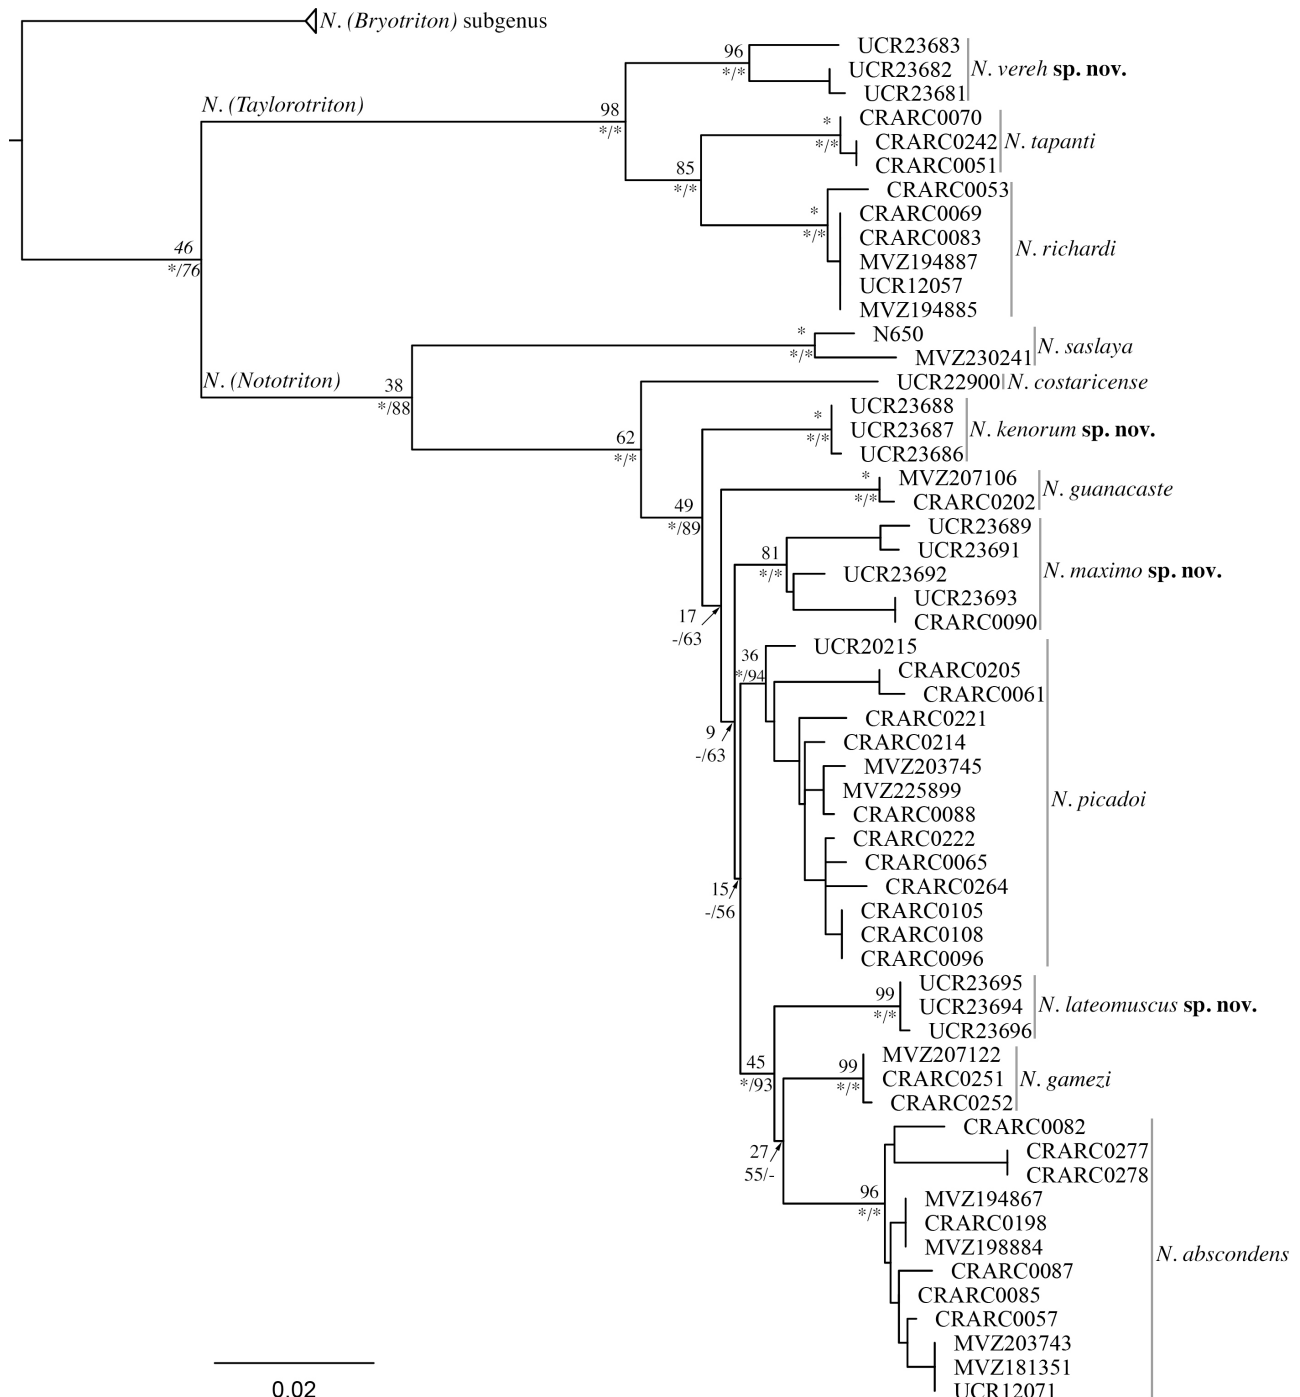 N. (Bryotriton) subgenus
UCR23683
96
*/*
UCR23682
N. vereh sp. nov.
UCR23681
N. (Taylorotriton)
98
*/*
CRARC0070
*
*/*
CRARC0242
N. tapanti
CRARC0051
85
*/*
CRARC0053
*
*/*
CRARC0069
CRARC0083
N. richardi
MVZ194887
UCR12057
MVZ194885
46
*/76
N650
*
*/*
N. saslaya
MVZ230241
N. (Nototriton)
38
*/88
UCR22900
N. costaricense
UCR23688
*
*/*
UCR23687
N. kenorum sp. nov.
UCR23686
62
*/*
MVZ207106
*
*/*
N. guanacaste
CRARC0202
49
*/89
UCR23689
UCR23691
81
*/*
UCR23692
N. maximo sp. nov.
UCR23693
CRARC0090
17
-/63
UCR20215
36
*/94
CRARC0205
CRARC0061
CRARC0221
9
-/63
CRARC0214
MVZ203745
MVZ225899
N. picadoi
CRARC0088
CRARC0222
CRARC0065
CRARC0264
15
-/56
CRARC0105
CRARC0108
CRARC0096
UCR23695
99
*/*
UCR23694
N. lateomuscus sp. nov.
UCR23696
MVZ207122
45
*/93
99
*/*
CRARC0251
N. gamezi
CRARC0252
CRARC0082
27
55/-
CRARC0277
CRARC0278
96
*/*
MVZ194867
CRARC0198
MVZ198884
N. abscondens
CRARC0087
CRARC0085
CRARC0057
MVZ203743
MVZ181351
UCR12071
0.02